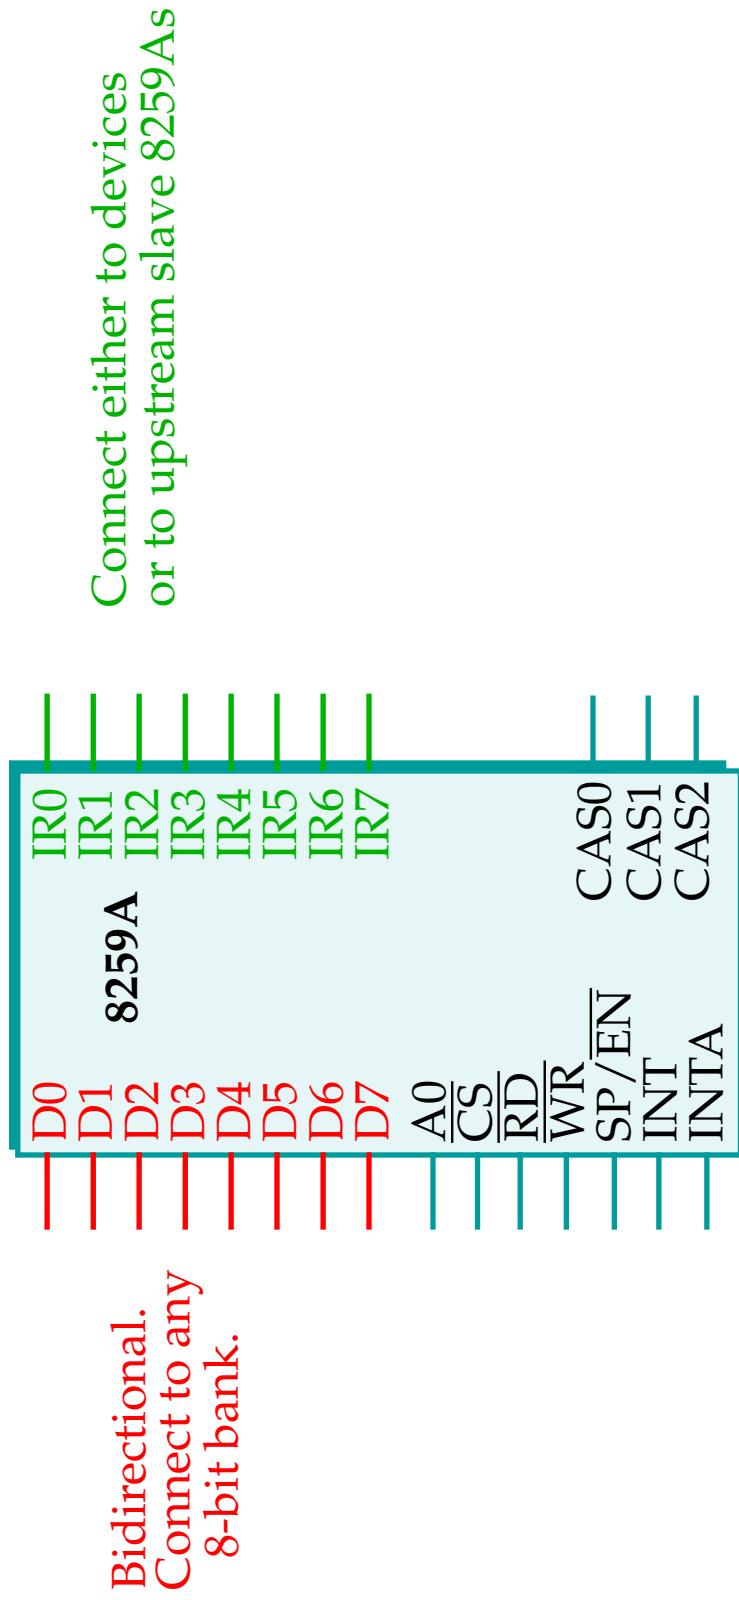 Bidirectional.
Connect to any
8-bit bank.
8259A
D0
D1
D2
D3
D4
D5
D6
D7
A0
CS
RD
WR
SP/EN
INT
INTA
IR0
IR1
IR2
IR3
IR4
IR5
IR6
IR7
CAS0
CAS1
CAS2
Connect either to devices
or to upstream slave 8259As